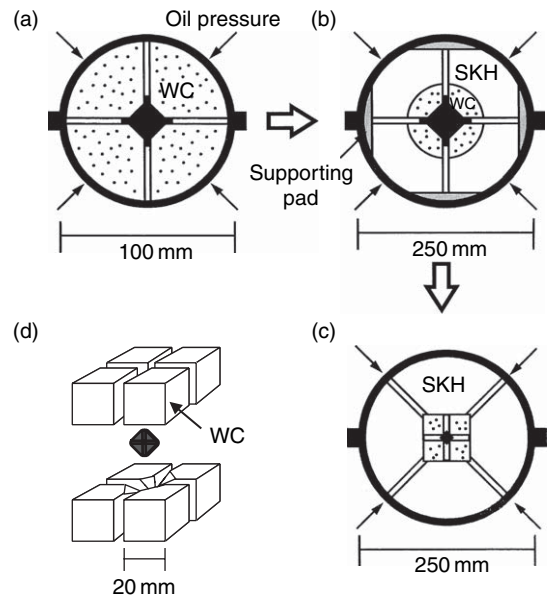 (a)
Oil pressure
WC
100 mm
(b)
SKH
WC
Supporting
pad
250 mm
(c)
SKH
250 mm
(d)
WC
20 mm